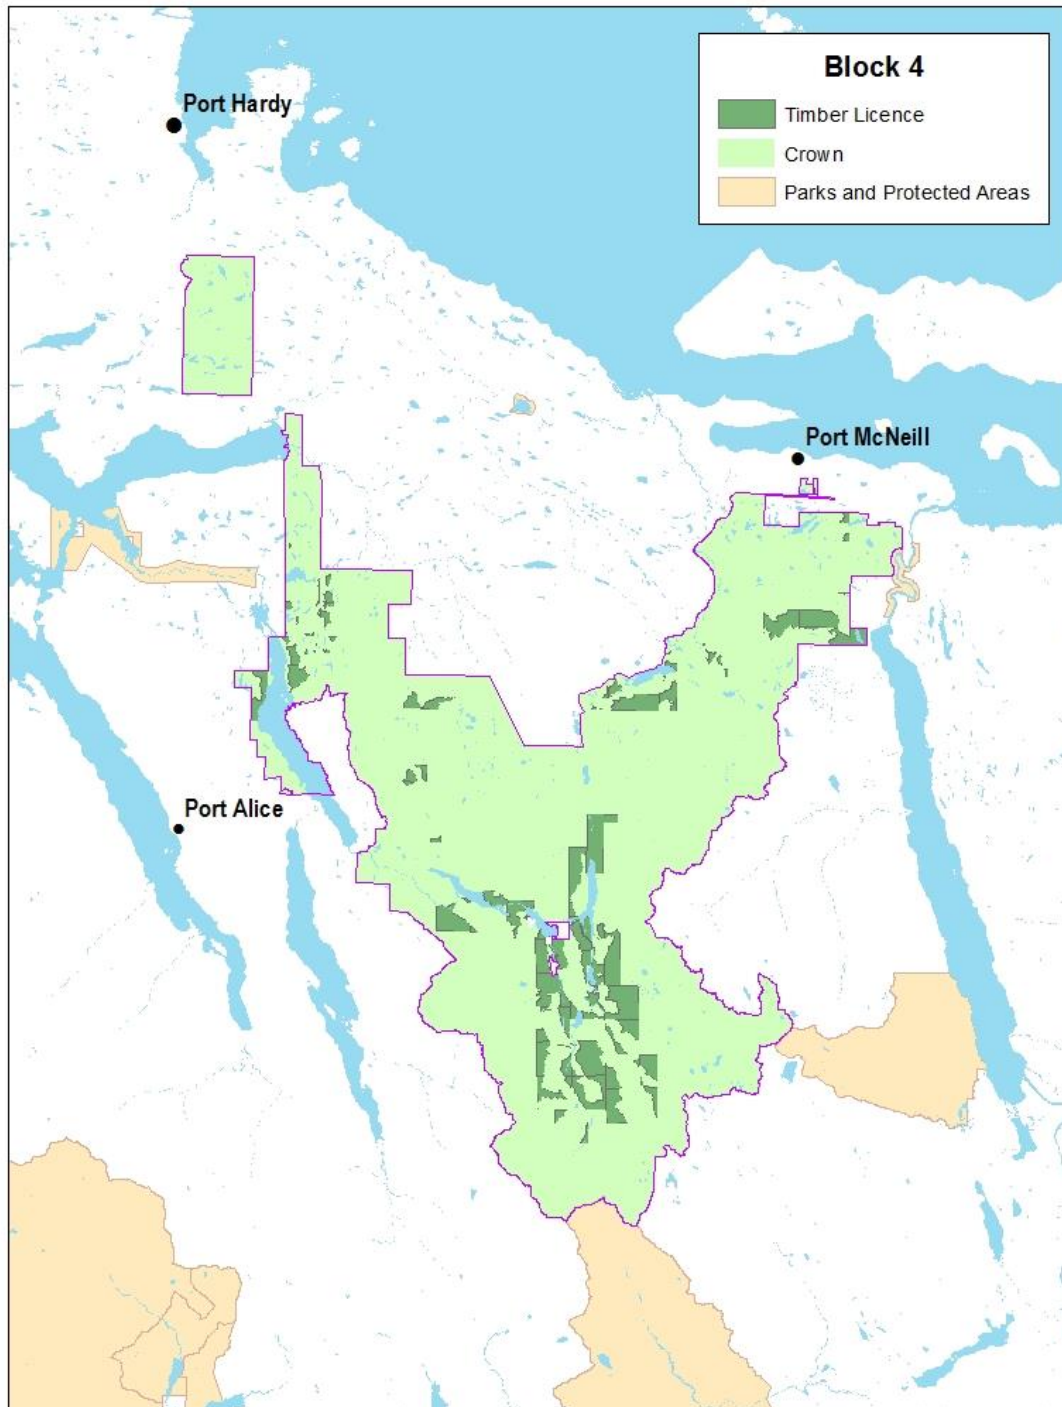 Block 4
Timber Licence
Crown
Parks and Protected Areas
Port Hardy
Port McNeill
Port Alice